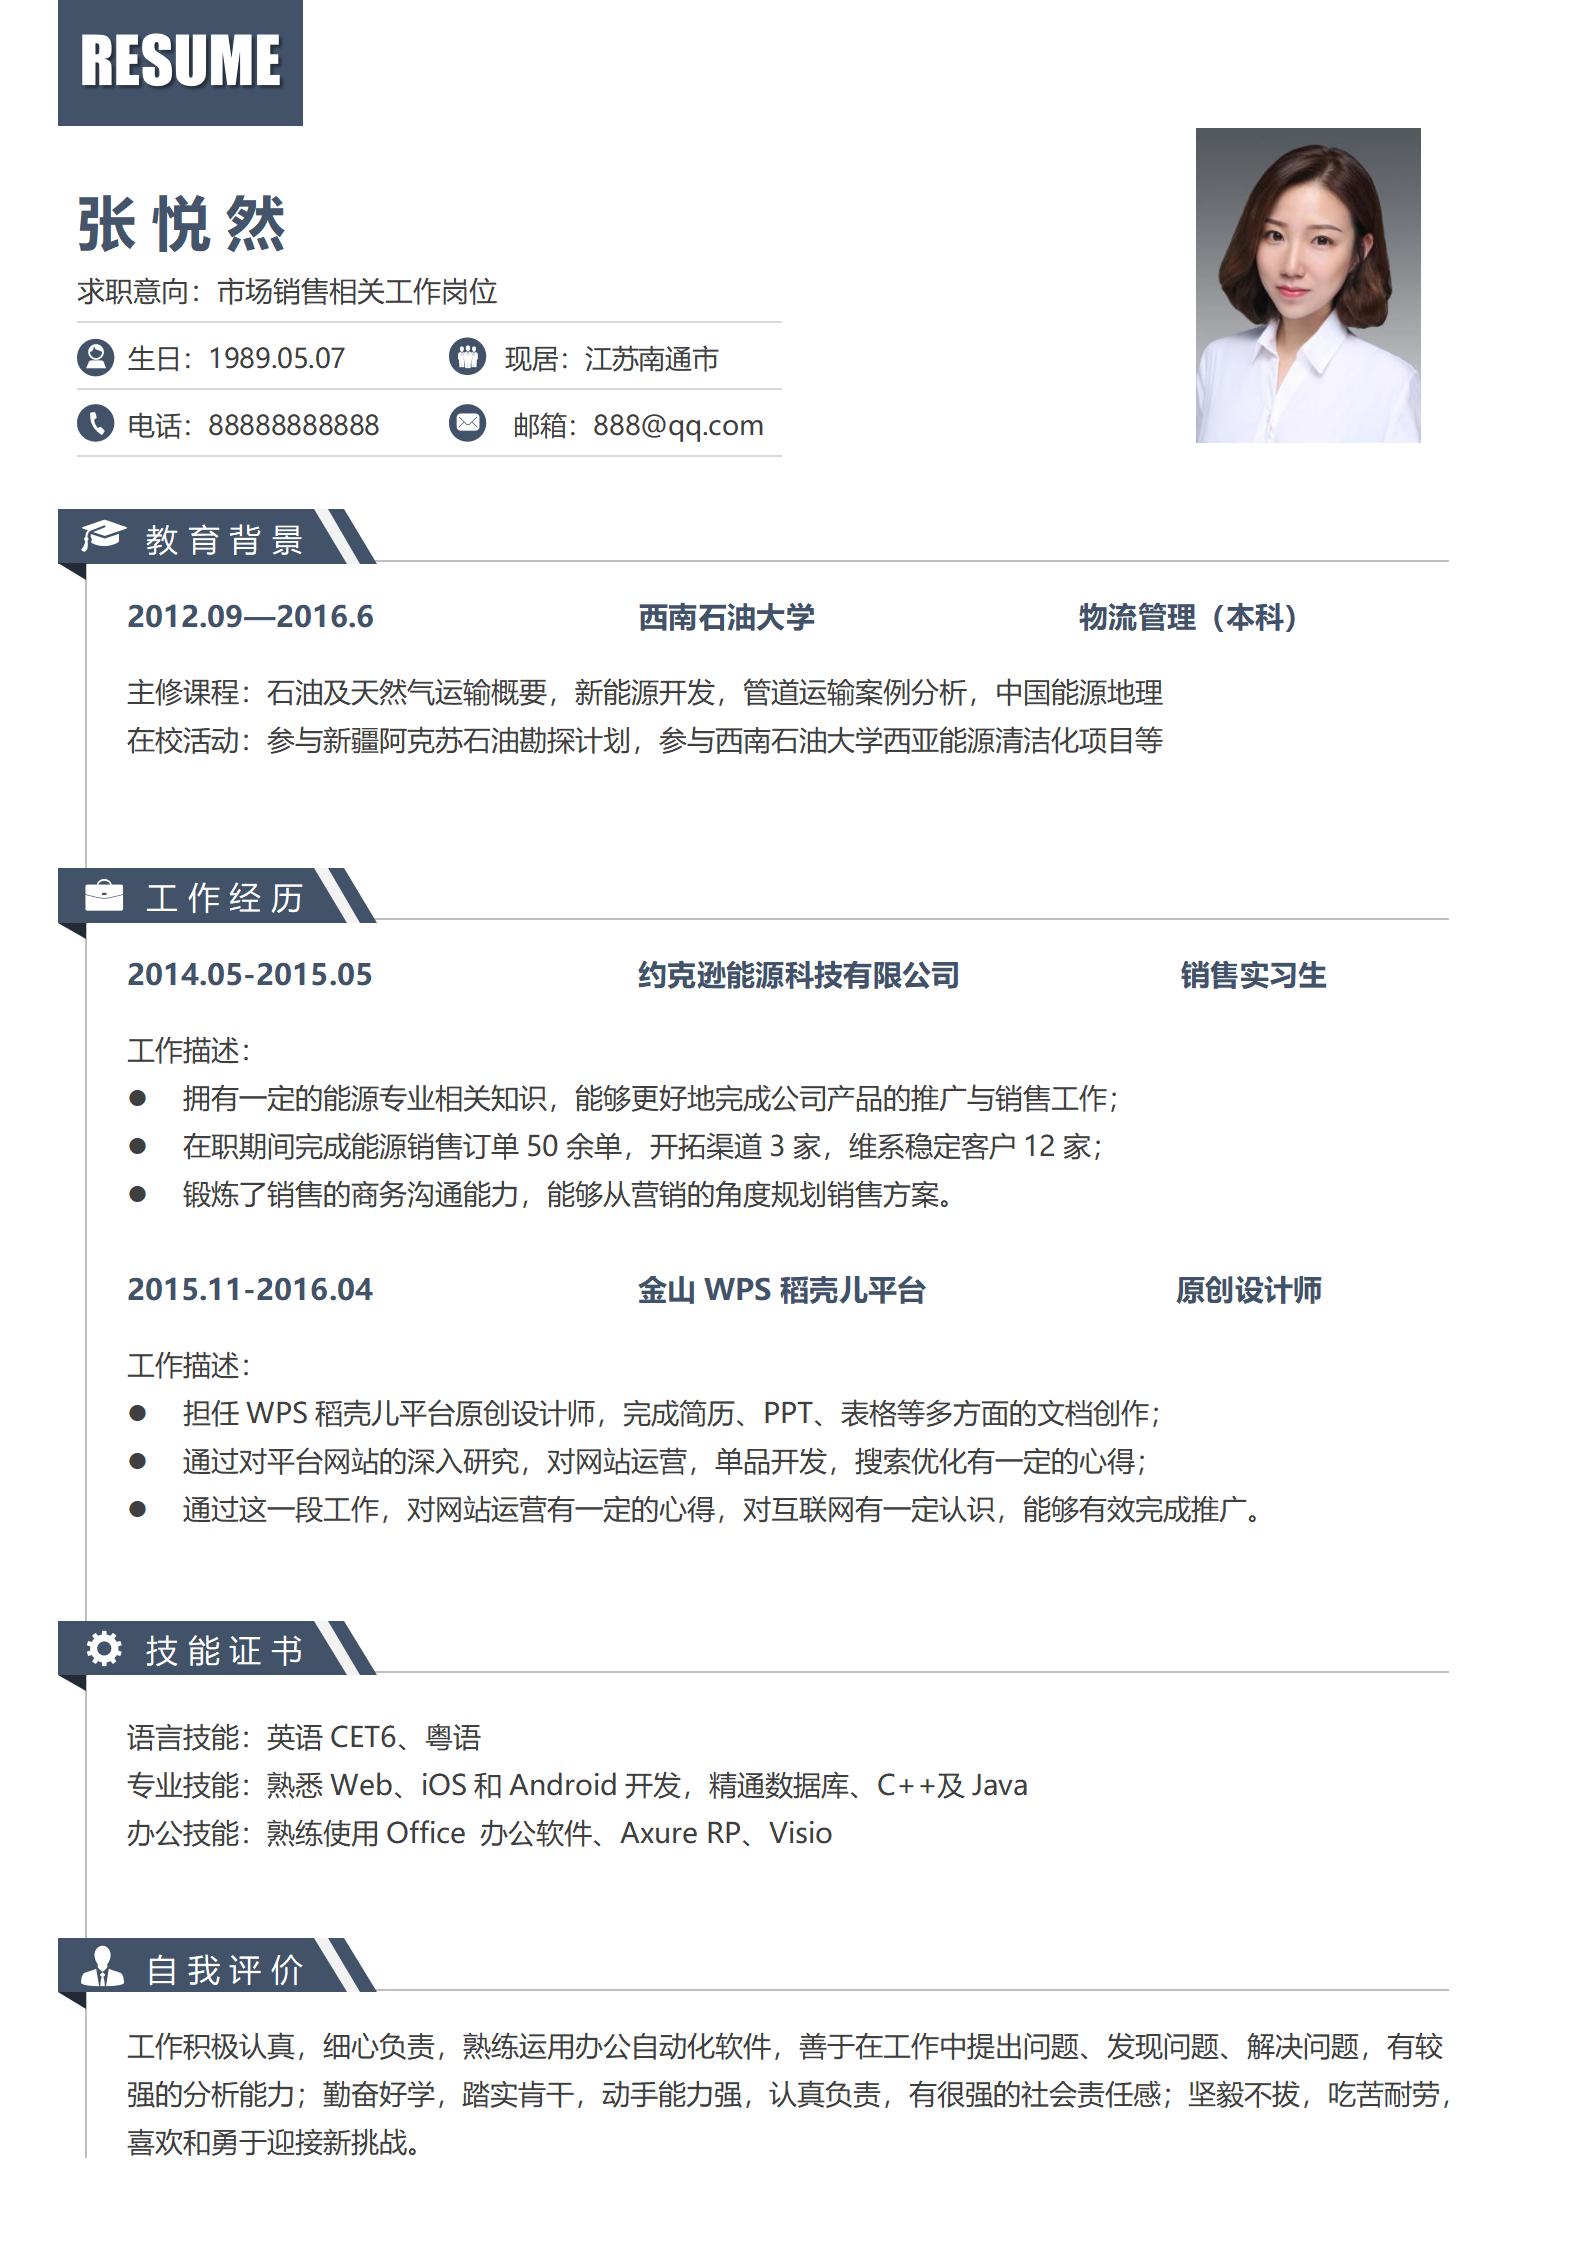 RESUME
张悦然
求职意向：市场销售相关工作岗位
生日：1989.05.07 现居：江苏南通市
电话：88888888888 邮箱：888@qq.com
教育背景
2012.09—2016.6 西南石油大学 物流管理（本科）
主修课程：石油及天然气运输概要，新能源开发，管道运输案例分析，中国能源地理
在校活动：参与新疆阿克苏石油勘探计划，参与西南石油大学西亚能源清洁化项目等
工作经历
2014.05-2015.05 约克逊能源科技有限公司 销售实习生
工作描述：
● 拥有一定的能源专业相关知识，能够更好地完成公司产品的推广与销售工作；
● 在职期间完成能源销售订单 50 余单，开拓渠道 3 家，维系稳定客户 12 家；
● 锻炼了销售的商务沟通能力，能够从营销的角度规划销售方案。
2015.11-2016.04 金山 WPS 稻壳儿平台 原创设计师
工作描述：
● 担任 WPS 稻壳儿平台原创设计师，完成简历、PPT、表格等多方面的文档创作；
● 通过对平台网站的深入研究，对网站运营，单品开发，搜索优化有一定的心得；
● 通过这一段工作，对网站运营有一定的心得，对互联网有一定认识，能够有效完成推广。
技能证书
语言技能：英语 CET6、粤语
专业技能：熟悉 Web、iOS 和 Android 开发，精通数据库、C++及 Java
办公技能：熟练使用 Office 办公软件、Axure RP、Visio
自我评价
工作积极认真，细心负责，熟练运用办公自动化软件，善于在工作中提出问题、发现问题、解决问题，有较
强的分析能力；勤奋好学，踏实肯干，动手能力强，认真负责，有很强的社会责任感；坚毅不拔，吃苦耐劳，
喜欢和勇于迎接新挑战。